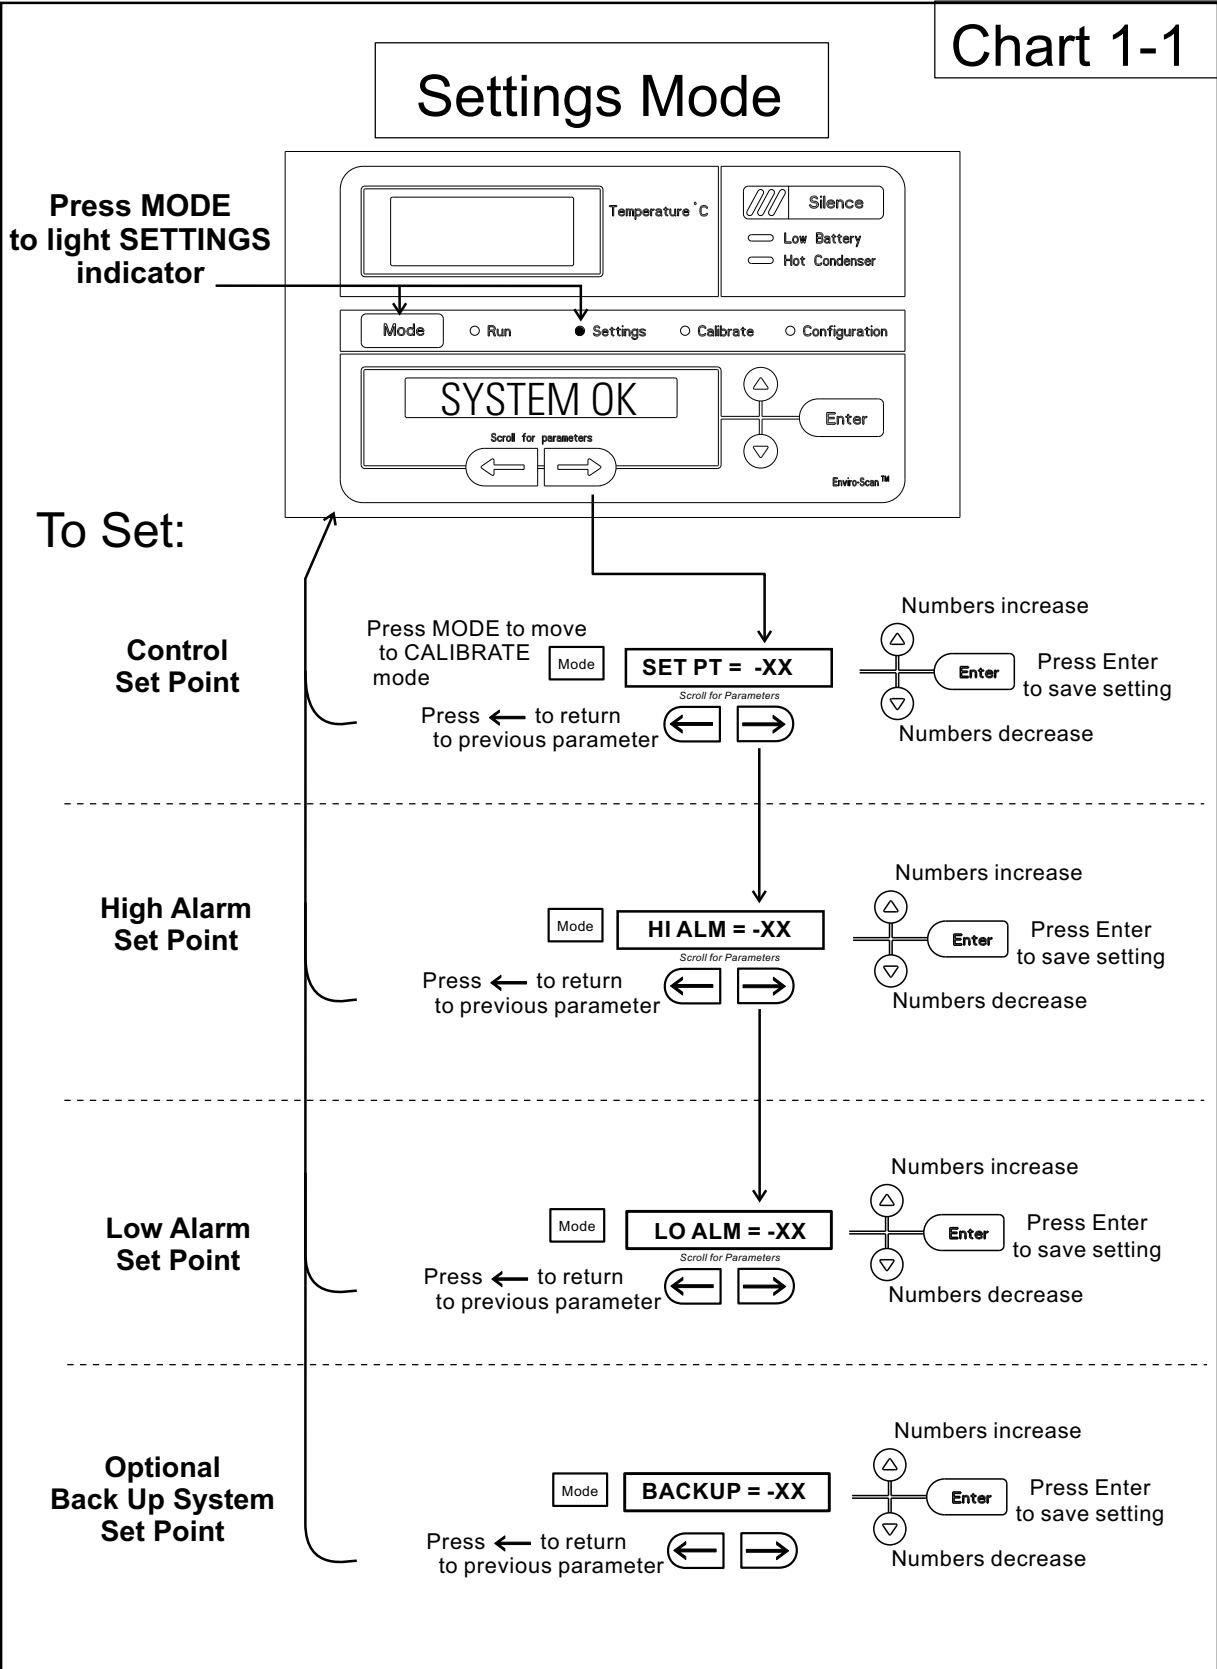 Chart 1-1
Settings Mode
Press MODE
to light SETTINGS
indicator
Temperature °C
Silence
Low Battery
Hot Condenser
Mode
Run
Settings
Calibrate
Configuration
SYSTEM OK
Scroll for parameters
Enter
Enviro-Scan TM
To Set:
Control
Set Point
Press MODE to move
to CALIBRATE
mode
Mode
SET PT = -XX
Scroll for Parameters
Press ← to return
to previous parameter
Numbers increase
Enter
Press Enter
to save setting
Numbers decrease
High Alarm
Set Point
Mode
HI ALM = -XX
Scroll for Parameters
Press ← to return
to previous parameter
Numbers increase
Enter
Press Enter
to save setting
Numbers decrease
Low Alarm
Set Point
Mode
LO ALM = -XX
Scroll for Parameters
Press ← to return
to previous parameter
Numbers increase
Enter
Press Enter
to save setting
Numbers decrease
Optional
Back Up System
Set Point
Mode
BACKUP = -XX
Press ← to return
to previous parameter
Numbers increase
Enter
Press Enter
to save setting
Numbers decrease